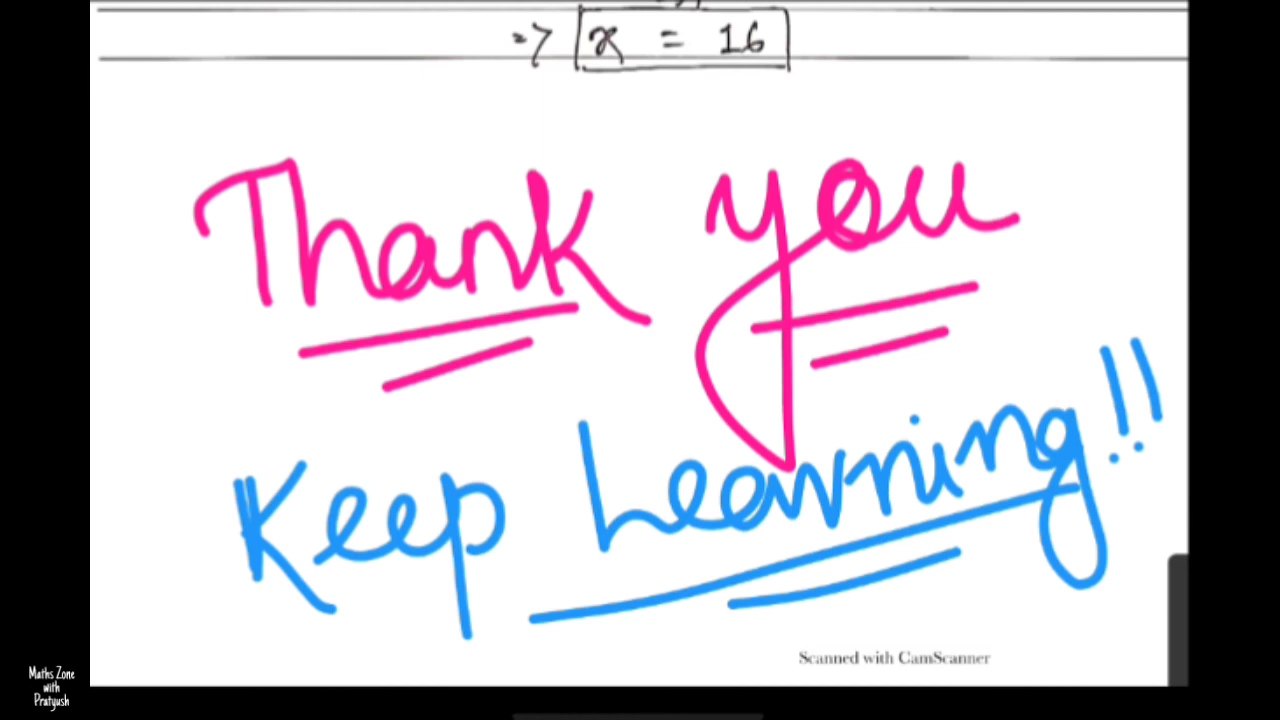 => x = 16
Thank you
Keep Learning!!
Scanned with CamScanner
Maths Zone
with
Pratyush